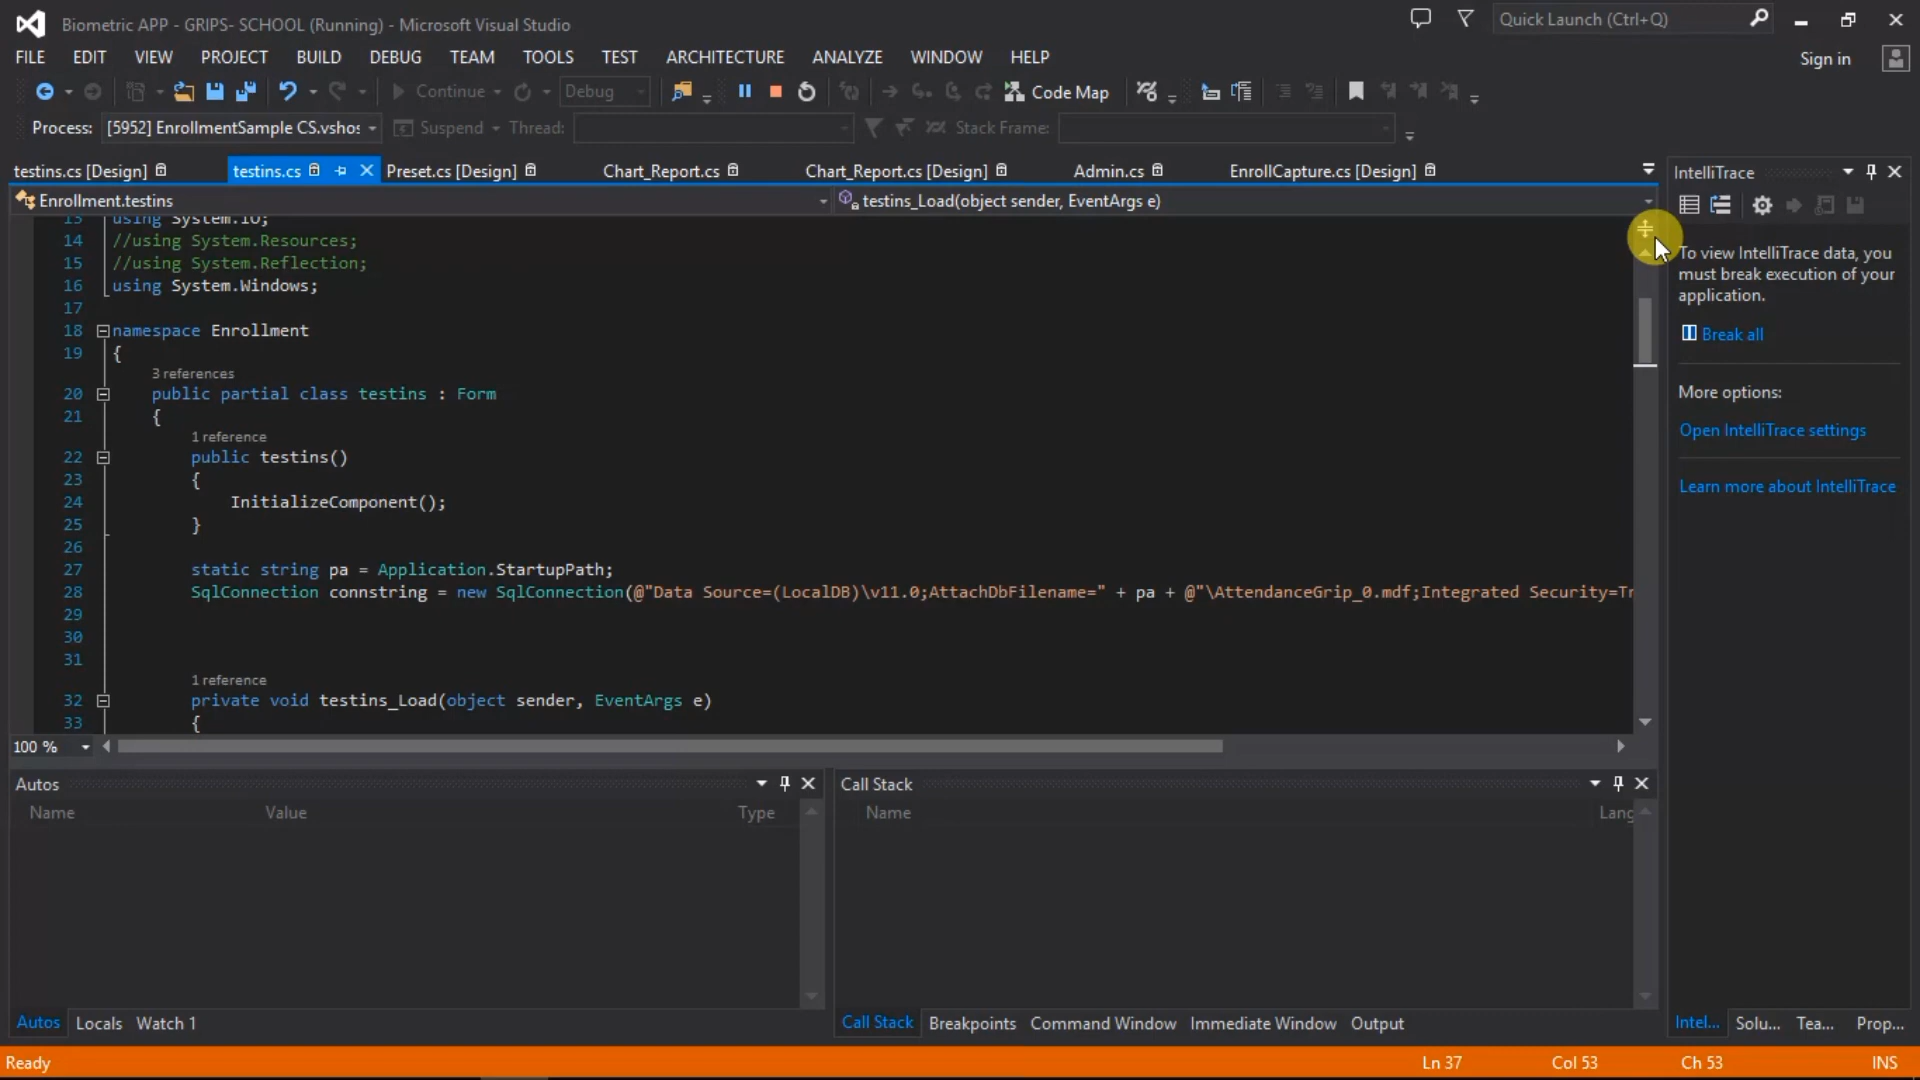 Biometric APP - GRIPS- SCHOOL (Running) - Microsoft Visual Studio
Quick Launch (Ctrl+Q)
FILE EDIT VIEW PROJECT BUILD DEBUG TEAM TOOLS TEST ARCHITECTURE ANALYZE WINDOW HELP
Sign in
Continue Debug Code Map
Process: [5952] EnrollmentSample CS.vshos Suspend Thread: Stack Frame:
testins.cs [Design] testins.cs Preset.cs [Design] Chart_Report.cs Chart_Report.cs [Design] Admin.cs EnrollCapture.cs [Design]
Enrollment.testins testins_Load(object sender, EventArgs e)
13 using System.IO;
14 //using System.Resources;
15 //using System.Reflection;
16 using System.Windows;
17
18 namespace Enrollment
19 {
3 references
20 public partial class testins : Form
21 {
1 reference
22 public testins()
23 {
24 InitializeComponent();
25 }
26
27 static string pa = Application.StartupPath;
28 SqlConnection connstring = new SqlConnection(@"Data Source=(LocalDB)\v11.0;AttachDbFilename=" + pa + @"\AttendanceGrip_0.mdf;Integrated Security=Tr
29
30
31
1 reference
32 private void testins_Load(object sender, EventArgs e)
33 {
100 %
IntelliTrace
To view IntelliTrace data, you
must break execution of your
application.
Break all
More options:
Open IntelliTrace settings
Learn more about IntelliTrace
Autos
Name Value Type
Call Stack
Name Lang
Autos Locals Watch 1
Call Stack Breakpoints Command Window Immediate Window Output
Intel... Solu... Tea... Prop...
Ready Ln 37 Col 53 Ch 53 INS